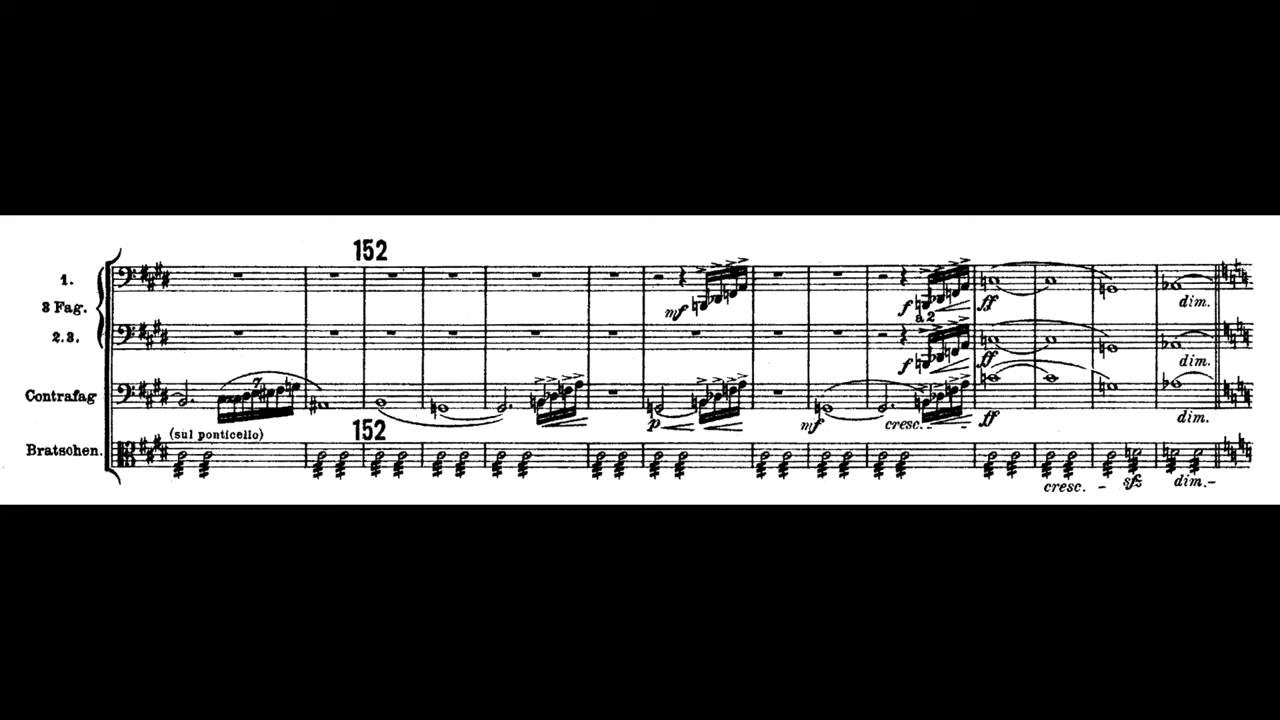 152
1.
3 Fag.
2.3.
mf
f
ff
dim.
a 2
f
ff
dim.
Contrafag
7
p
mf
cresc.
ff
dim.
(sul ponticello)
152
Bratschen.
cresc.
sfz
dim.